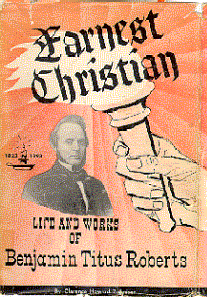 Earnest
Christian
LIFE AND WORKS
OF
Benjamin Titus Roberts
By Clarence Howard